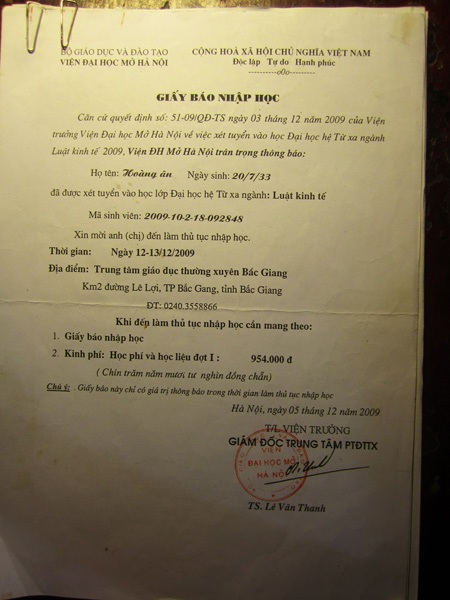 BỘ GIÁO DỤC VÀ ĐÀO TẠO
VIỆN ĐẠI HỌC MỞ HÀ NỘI
CỘNG HOÀ XÃ HỘI CHỦ NGHĨA VIỆT NAM
Độc lập Tự do Hạnh phúc
----------o0o----------
GIẤY BÁO NHẬP HỌC
Căn cứ quyết định số: 51-09/QĐ-TS ngày 03 tháng 12 năm 2009 của Viện
trưởng Viện Đại học Mở Hà Nội về việc xét tuyển vào học Đại học hệ Từ xa ngành
Luật kinh tế 2009, Viện ĐH Mở Hà Nội trân trọng thông báo:
Họ tên: Hoàng ân Ngày sinh: 20/7/33
đã được xét tuyển vào học lớp Đại học hệ Từ xa ngành: Luật kinh tế
Mã sinh viên: 2009-10-2-18-092848
Xin mời anh (chị) đến làm thủ tục nhập học.
Thời gian: Ngày 12-13/12/2009
Địa điểm: Trung tâm giáo dục thường xuyên Bắc Giang
Km2 đường Lê Lợi, TP Bắc Gang, tỉnh Bắc Giang
ĐT: 0240.3558866
Khi đến làm thủ tục nhập học cần mang theo:
1. Giấy báo nhập học
2. Kinh phí: Học phí và học liệu đợt I : 954.000 đ
( Chín trăm năm mươi tư nghìn đồng chẵn)
Chú ý: . Giấy báo này chỉ có giá trị thông báo trong thời gian làm thủ tục nhập học
Hà Nội, ngày 05 tháng 12 năm 2009
T/L VIỆN TRƯỞNG
GIÁM ĐỐC TRUNG TÂM PTĐTTX
VIỆN
ĐẠI HỌC MỞ
HÀ NỘI
TS. Lê Văn Thanh